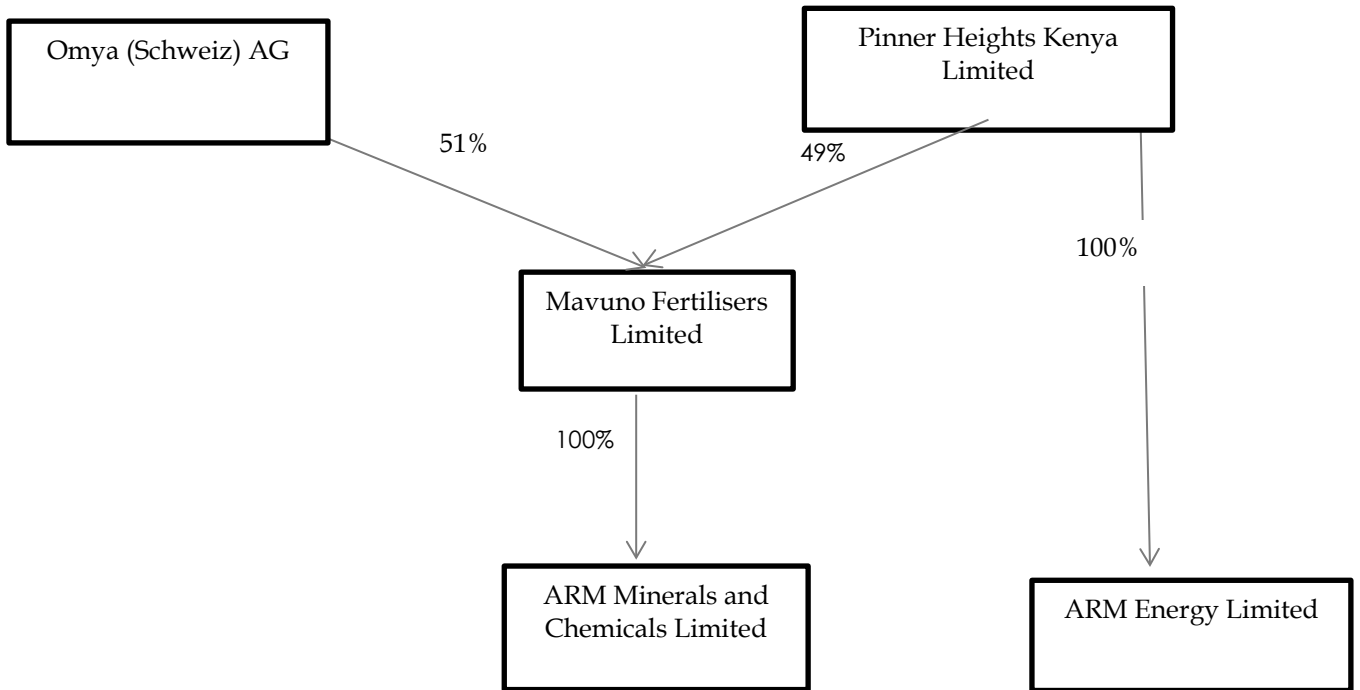 Omya (Schweiz) AG
Pinner Heights Kenya
Limited
51%
49%
100%
Mavuno Fertilisers
Limited
100%
ARM Minerals and
Chemicals Limited
ARM Energy Limited